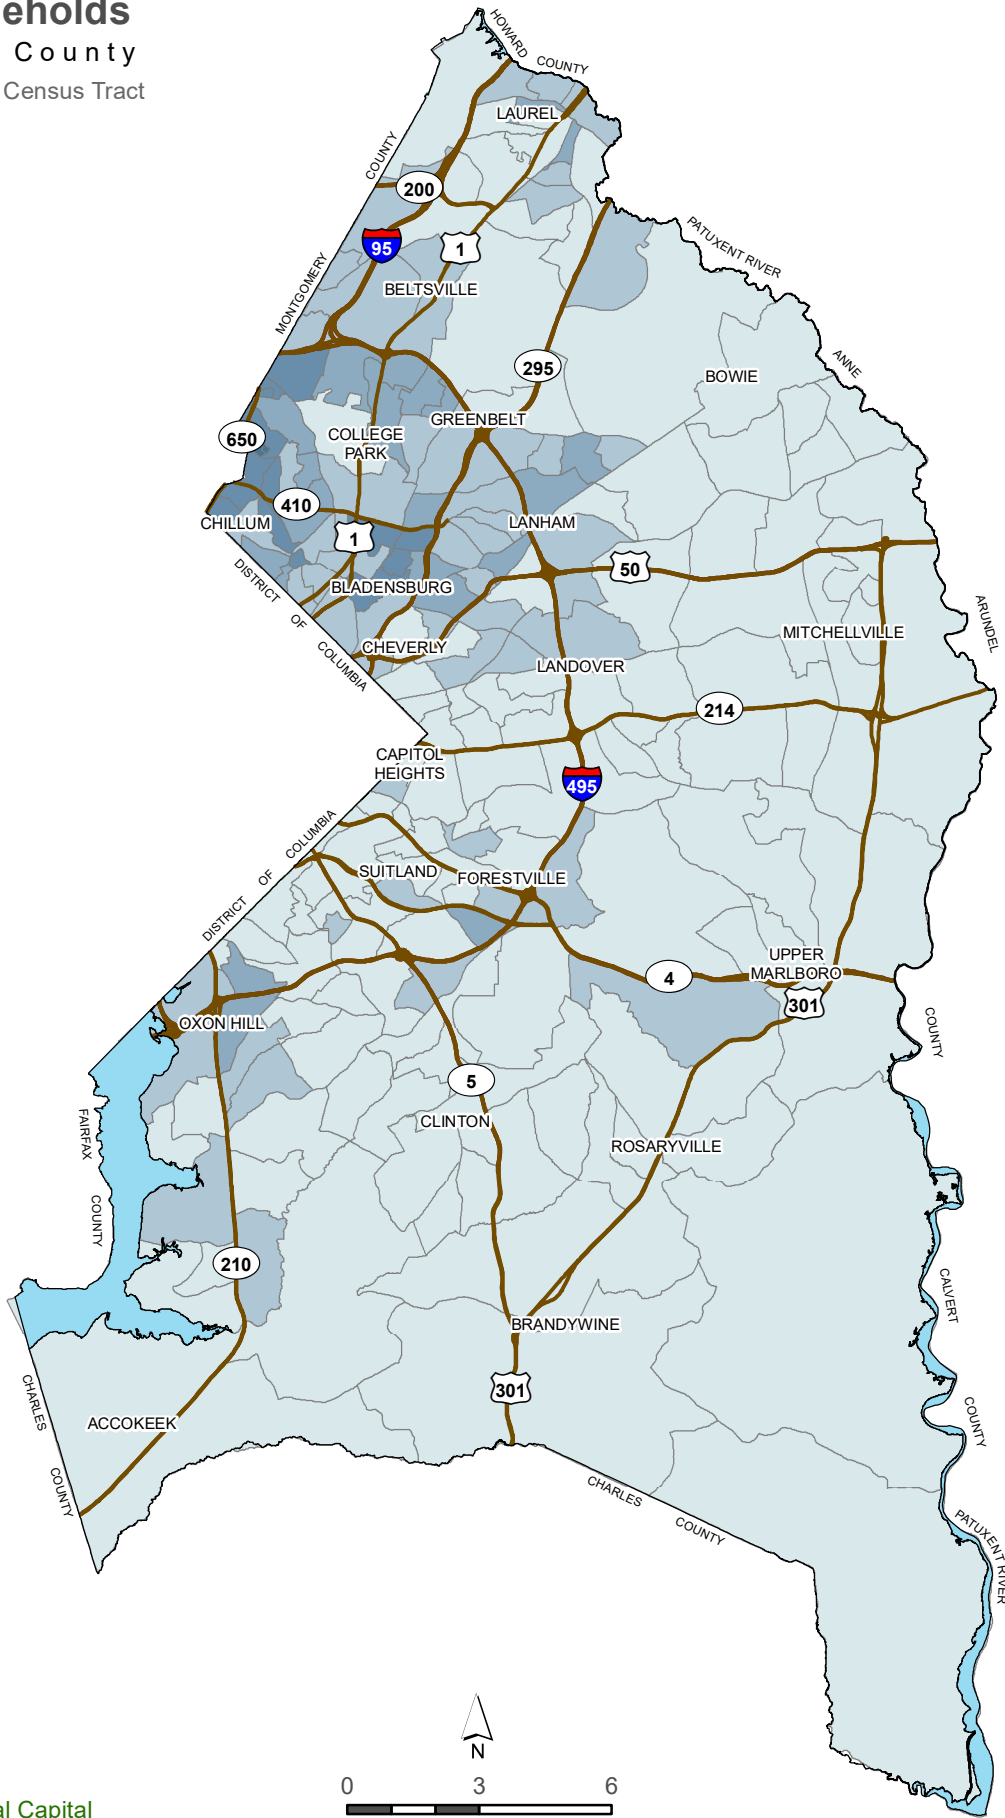 eholds
County
Census Tract
HOWARD
COUNTY
LAUREL
COUNTY
200
95
1
PATUXENT RIVER
MONTGOMERY
BELTSVILLE
ANNE
295
BOWIE
GREENBELT
650
COLLEGE
PARK
410
CHILLUM
LANHAM
1
50
DISTRICT
OF
COLUMBIA
BLADENSBURG
ARUNDEL
MITCHELLVILLE
CHEVERLY
LANDOVER
214
CAPITOL
HEIGHTS
495
DISTRICT
OF
COLUMBIA
SUITLAND
FORESTVILLE
UPPER
MARLBORO
4
301
OXON HILL
COUNTY
5
FAIRFAX
COUNTY
CLINTON
ROSARYVILLE
210
CALVERT
BRANDYWINE
301
CHARLES
COUNTY
ACCOKEEK
COUNTY
CHARLES
COUNTY
PATUXENT RIVER
N
0 3 6
al Capital